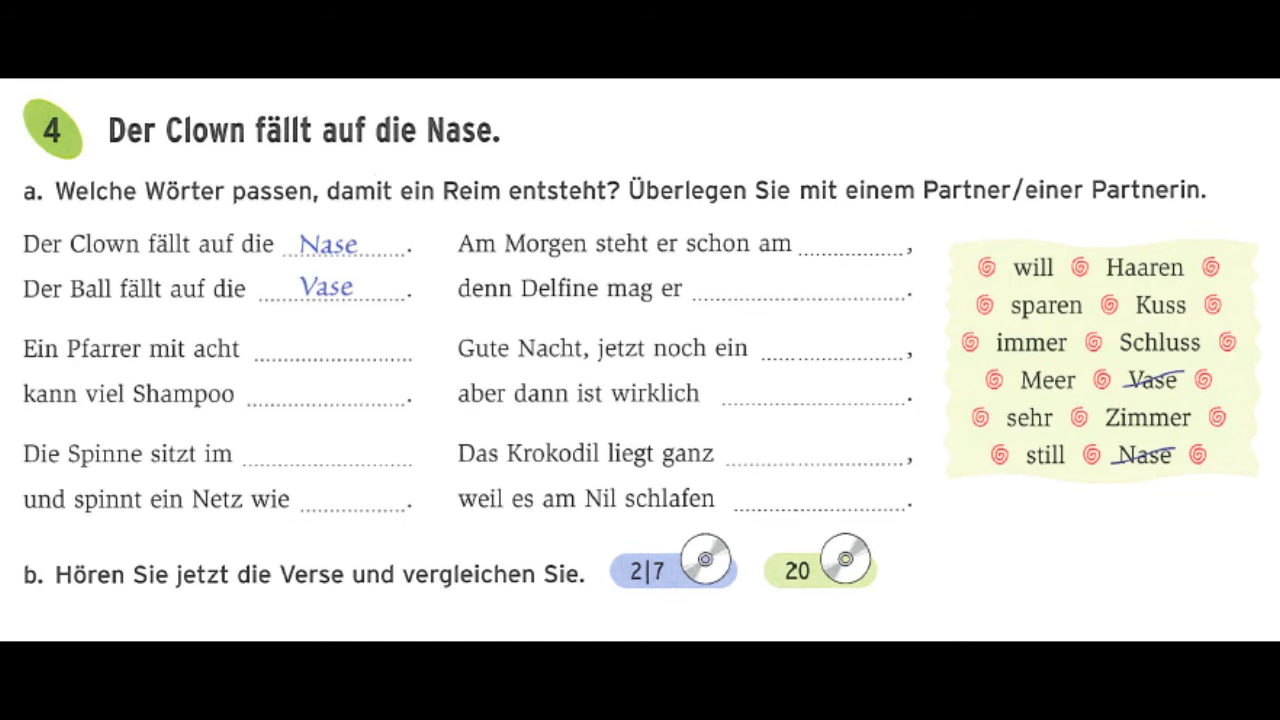 4 Der Clown fällt auf die Nase.
a. Welche Wörter passen, damit ein Reim entsteht? Überlegen Sie mit einem Partner/einer Partnerin.
Der Clown fällt auf die Nase.
Der Ball fällt auf die Vase.
Ein Pfarrer mit acht
kann viel Shampoo .
Die Spinne sitzt im
und spinnt ein Netz wie .
Am Morgen steht er schon am ,
denn Delfine mag er .
Gute Nacht, jetzt noch ein ,
aber dann ist wirklich .
Das Krokodil liegt ganz ,
weil es am Nil schlafen .
will Haaren
sparen Kuss
immer Schluss
Meer Vase
sehr Zimmer
still Nase
b. Hören Sie jetzt die Verse und vergleichen Sie. 2|7 20